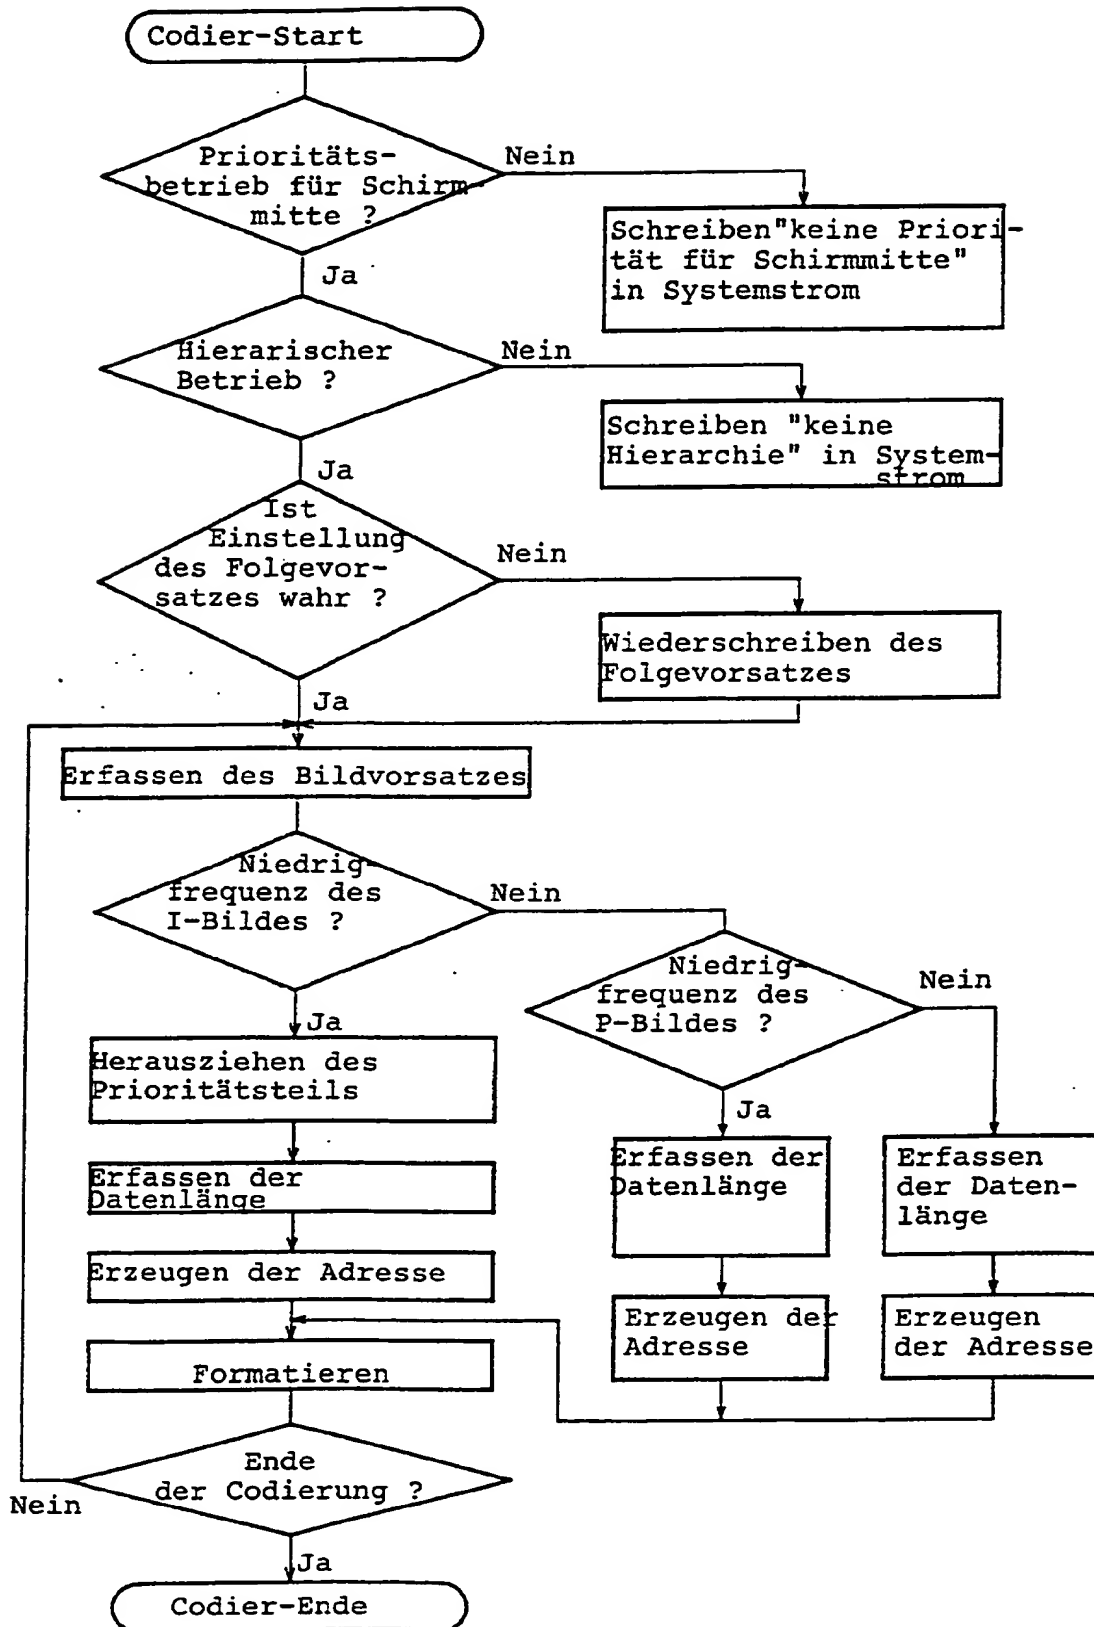 Codier-Start
Prioritäts-
betrieb für Schirm-
mitte ?
Nein
Schreiben"keine Priori-
tät für Schirmmitte"
in Systemstrom
Ja
Hierarischer
Betrieb ?
Nein
Schreiben "keine
Hierarchie" in System-
strom
Ja
Ist
Einstellung
des Folgevor-
satzes wahr ?
Nein
Wiederschreiben des
Folgevorsatzes
Ja
Erfassen des Bildvorsatzes
Niedrig-
frequenz des
I-Bildes ?
Nein
Niedrig-
frequenz des
P-Bildes ?
Nein
Ja
Herausziehen des
Prioritätsteils
Ja
Erfassen der
Datenlänge
Erfassen der
Datenlänge
Erfassen
der Daten-
länge
Erzeugen der Adresse
Erzeugen der
Adresse
Erzeugen
der Adresse
Formatieren
Ende
der Codierung ?
Nein
Ja
Codier-Ende